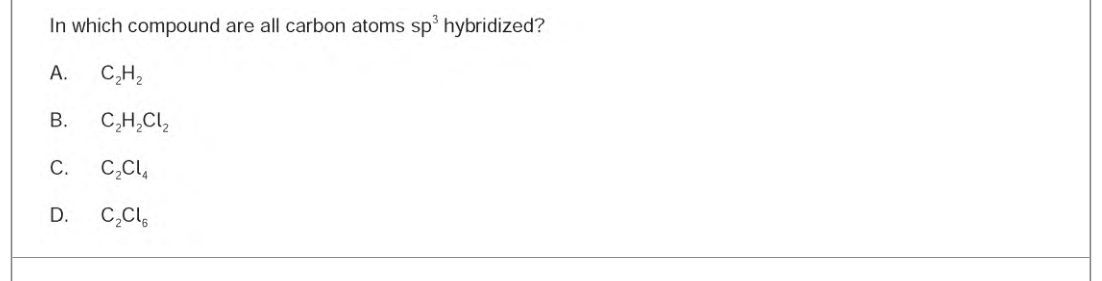 In which compound are all carbon atoms sp³ hybridized?
A. C₂H₂
B. C₂H₂Cl₂
C. C₂Cl₄
D. C₂Cl₆